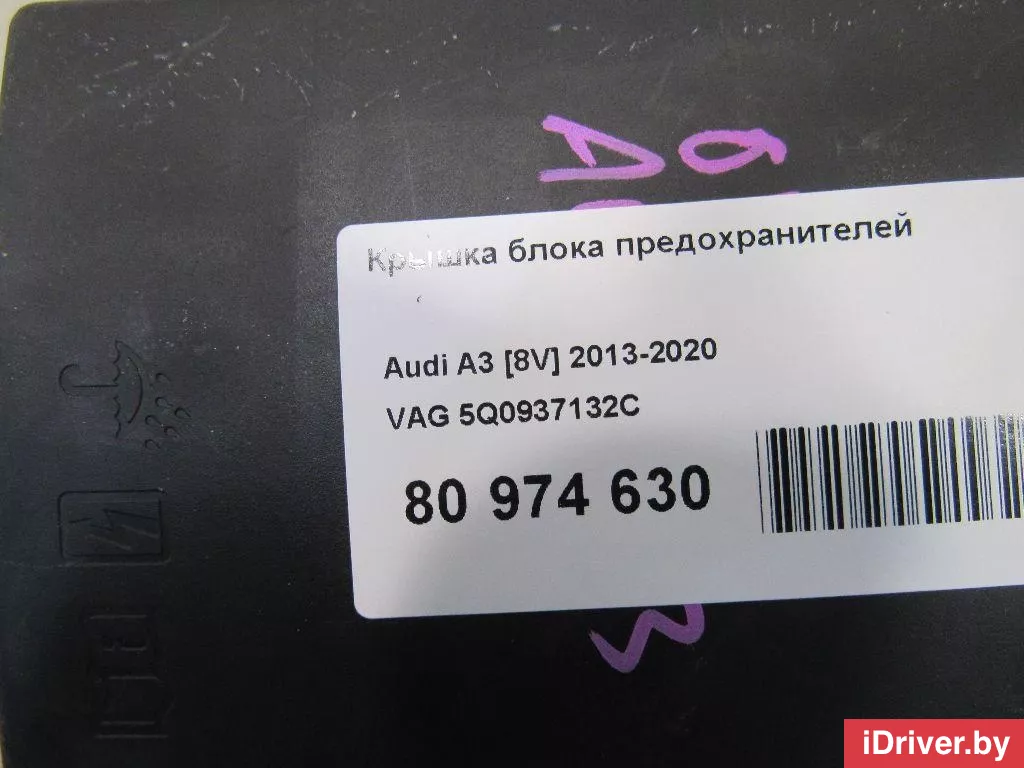 Крышка блока предохранителей
Audi A3 [8V] 2013-2020
VAG 5Q0937132C
80 974 630
iDriver.by